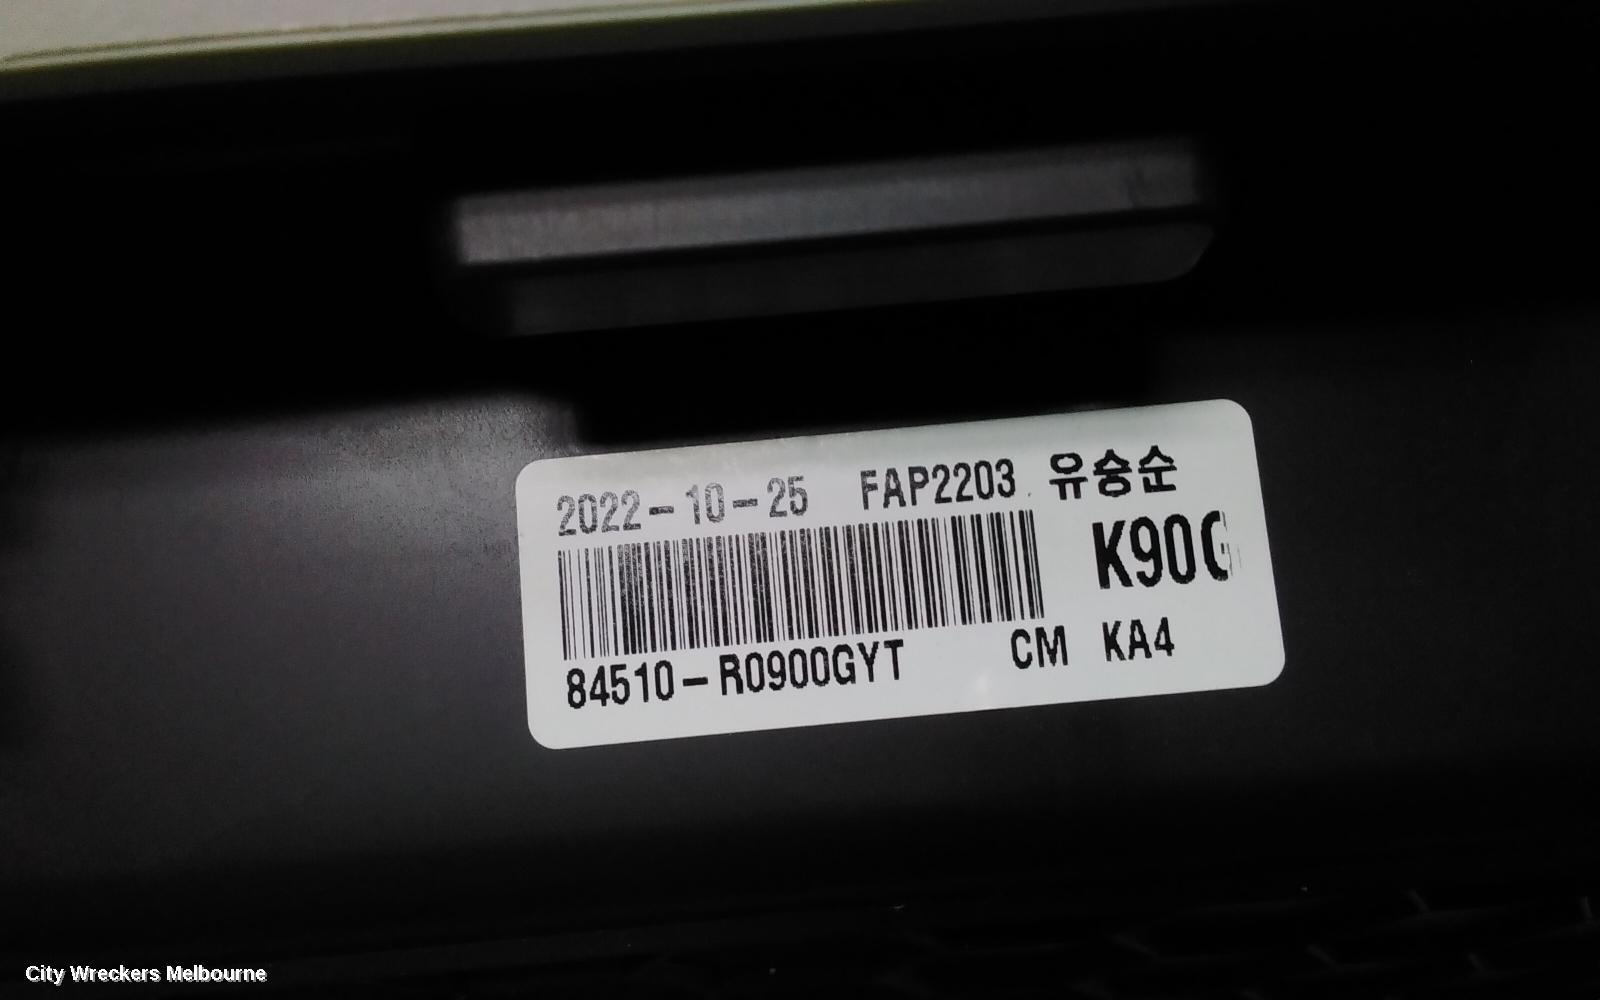 2022-10-25 FAP2203 유승순
K90G
84510-R0900GYT CM KA4
City Wreckers Melbourne